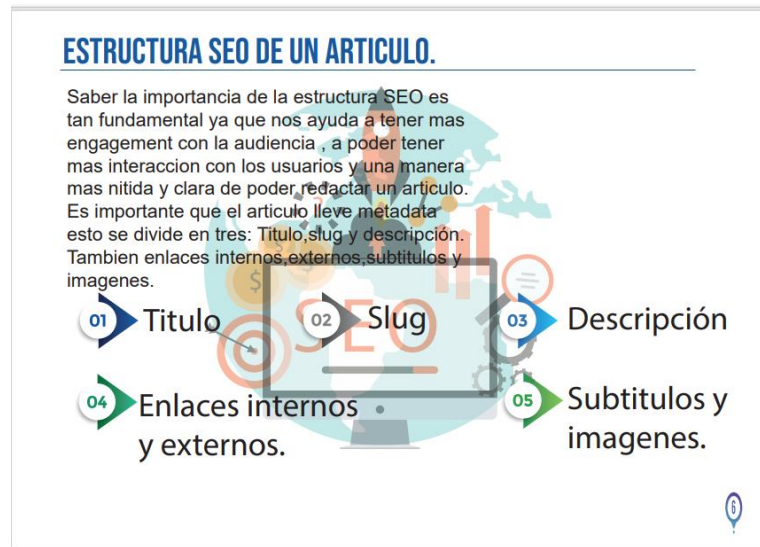 ESTRUCTURA SEO DE UN ARTICULO.
Saber la importancia de la estructura SEO es
tan fundamental ya que nos ayuda a tener mas
engagement con la audiencia , a poder tener
mas interaccion con los usuarios y una manera
mas nitida y clara de poder redactar un articulo.
Es importante que el articulo lleve metadata
esto se divide en tres: Titulo,slug y descripción.
Tambien enlaces internos,externos,subtitulos y
imagenes.
$ $
SEO
01 Titulo
02 Slug
03 Descripción
04 Enlaces internos
y externos.
05 Subtitulos y
imagenes.
6